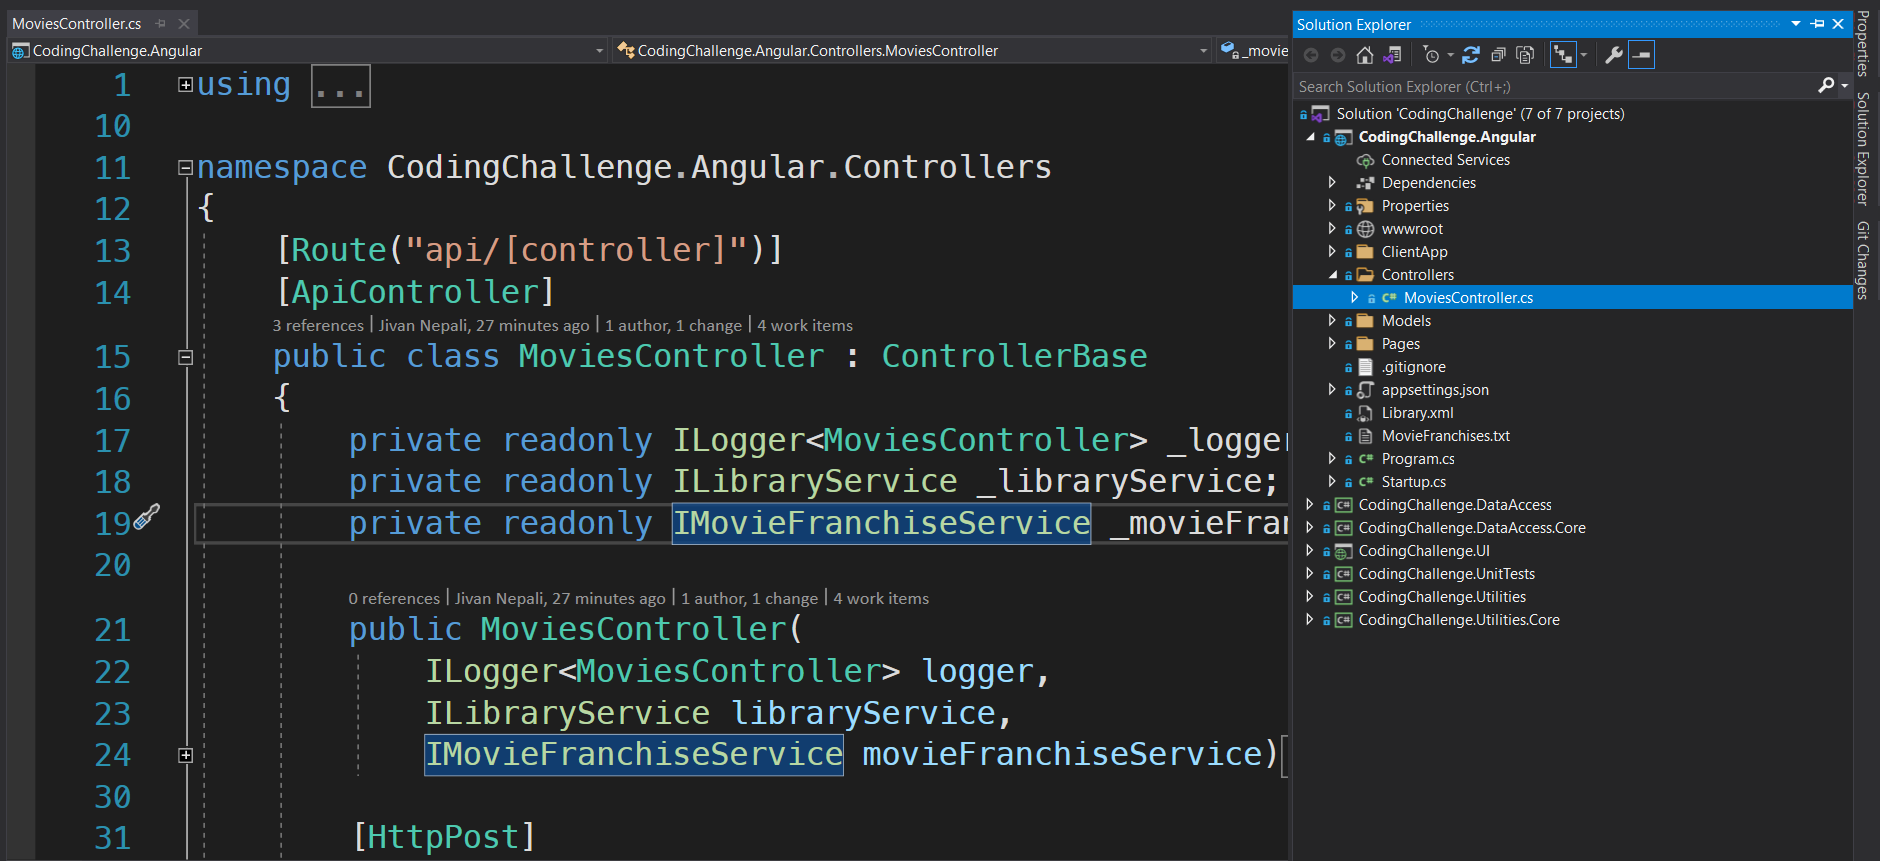 MoviesController.cs
CodingChallenge.Angular
CodingChallenge.Angular.Controllers.MoviesController
_movie
1 using ...
10
11 namespace CodingChallenge.Angular.Controllers
12 {
13 [Route("api/[controller]")]
14 [ApiController]
3 references | Jivan Nepali, 27 minutes ago | 1 author, 1 change | 4 work items
15 public class MoviesController : ControllerBase
16 {
17 private readonly ILogger<MoviesController> _logger
18 private readonly ILibraryService _libraryService;
19 private readonly IMovieFranchiseService _movieFran
20
0 references | Jivan Nepali, 27 minutes ago | 1 author, 1 change | 4 work items
21 public MoviesController(
22 ILogger<MoviesController> logger,
23 ILibraryService libraryService,
24 IMovieFranchiseService movieFranchiseService)
30
31 [HttpPost]
Solution Explorer
Search Solution Explorer (Ctrl+;)
Solution 'CodingChallenge' (7 of 7 projects)
CodingChallenge.Angular
Connected Services
Dependencies
Properties
wwwroot
ClientApp
Controllers
C# MoviesController.cs
Models
Pages
.gitignore
appsettings.json
Library.xml
MovieFranchises.txt
C# Program.cs
C# Startup.cs
C# CodingChallenge.DataAccess
C# CodingChallenge.DataAccess.Core
CodingChallenge.UI
C# CodingChallenge.UnitTests
C# CodingChallenge.Utilities
C# CodingChallenge.Utilities.Core
Properties
Solution Explorer
Git Changes